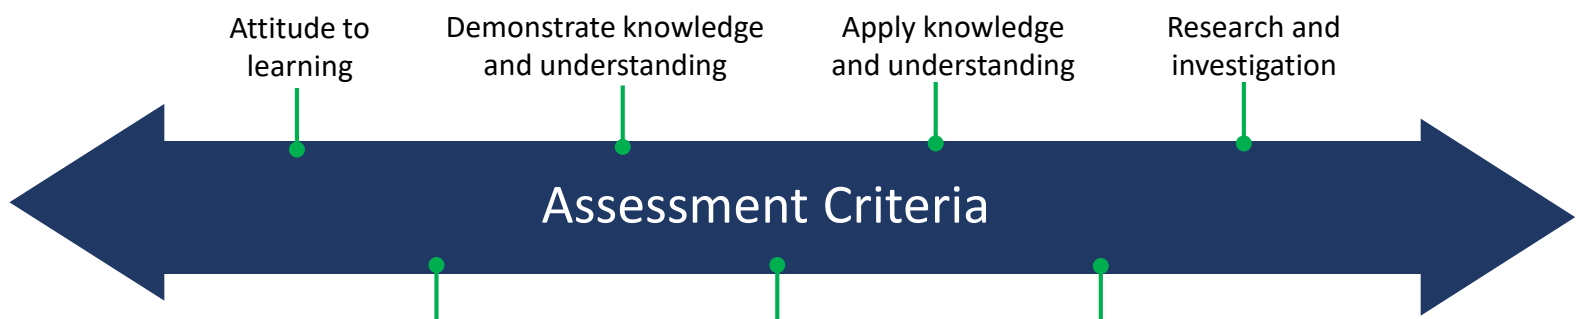 Attitude to
learning
Demonstrate knowledge
and understanding
Apply knowledge
and understanding
Research and
investigation
Assessment Criteria